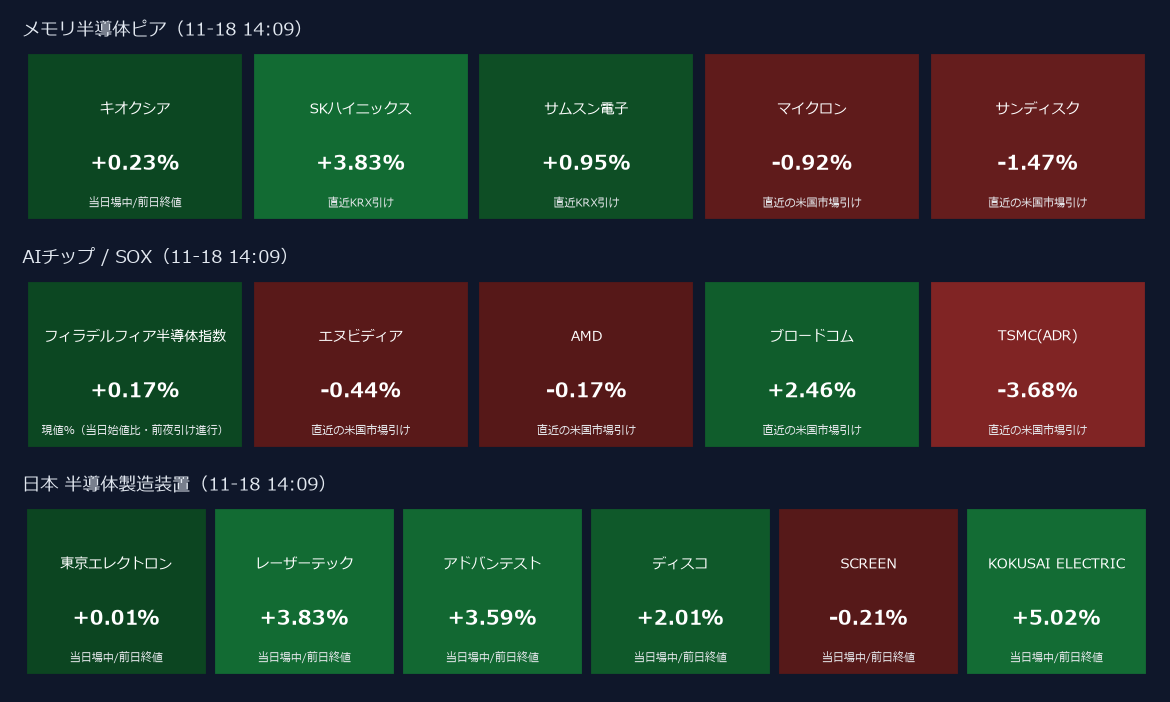 メモリ半導体ピア（11-18 14:09）
キオクシア
+0.23%
当日場中/前日終値
SKハイニックス
+3.83%
直近KRX引け
サムスン電子
+0.95%
直近KRX引け
マイクロン
-0.92%
直近の米国市場引け
サンディスク
-1.47%
直近の米国市場引け
AIチップ / SOX（11-18 14:09）
フィラデルフィア半導体指数
+0.17%
現値%（当日始値比・前夜引け進行）
エヌビディア
-0.44%
直近の米国市場引け
AMD
-0.17%
直近の米国市場引け
ブロードコム
+2.46%
直近の米国市場引け
TSMC(ADR)
-3.68%
直近の米国市場引け
日本 半導体製造装置（11-18 14:09）
東京エレクトロン
+0.01%
当日場中/前日終値
レーザーテック
+3.83%
当日場中/前日終値
アドバンテスト
+3.59%
当日場中/前日終値
ディスコ
+2.01%
当日場中/前日終値
SCREEN
-0.21%
当日場中/前日終値
KOKUSAI ELECTRIC
+5.02%
当日場中/前日終値